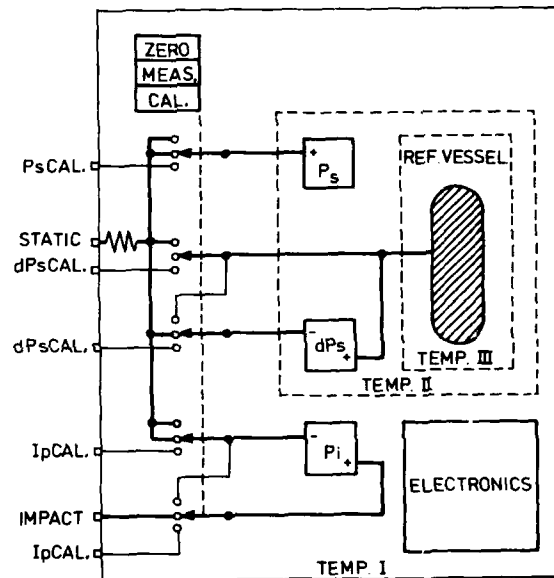 ZERO
MEAS.
CAL.
PsCAL.
+
Ps
REF.VESSEL
STATIC
dPsCAL.
dPsCAL.
-
dPs
+
TEMP. III
TEMP. II
IpCAL.
-
Pi
+
ELECTRONICS
IMPACT
IpCAL.
TEMP. I